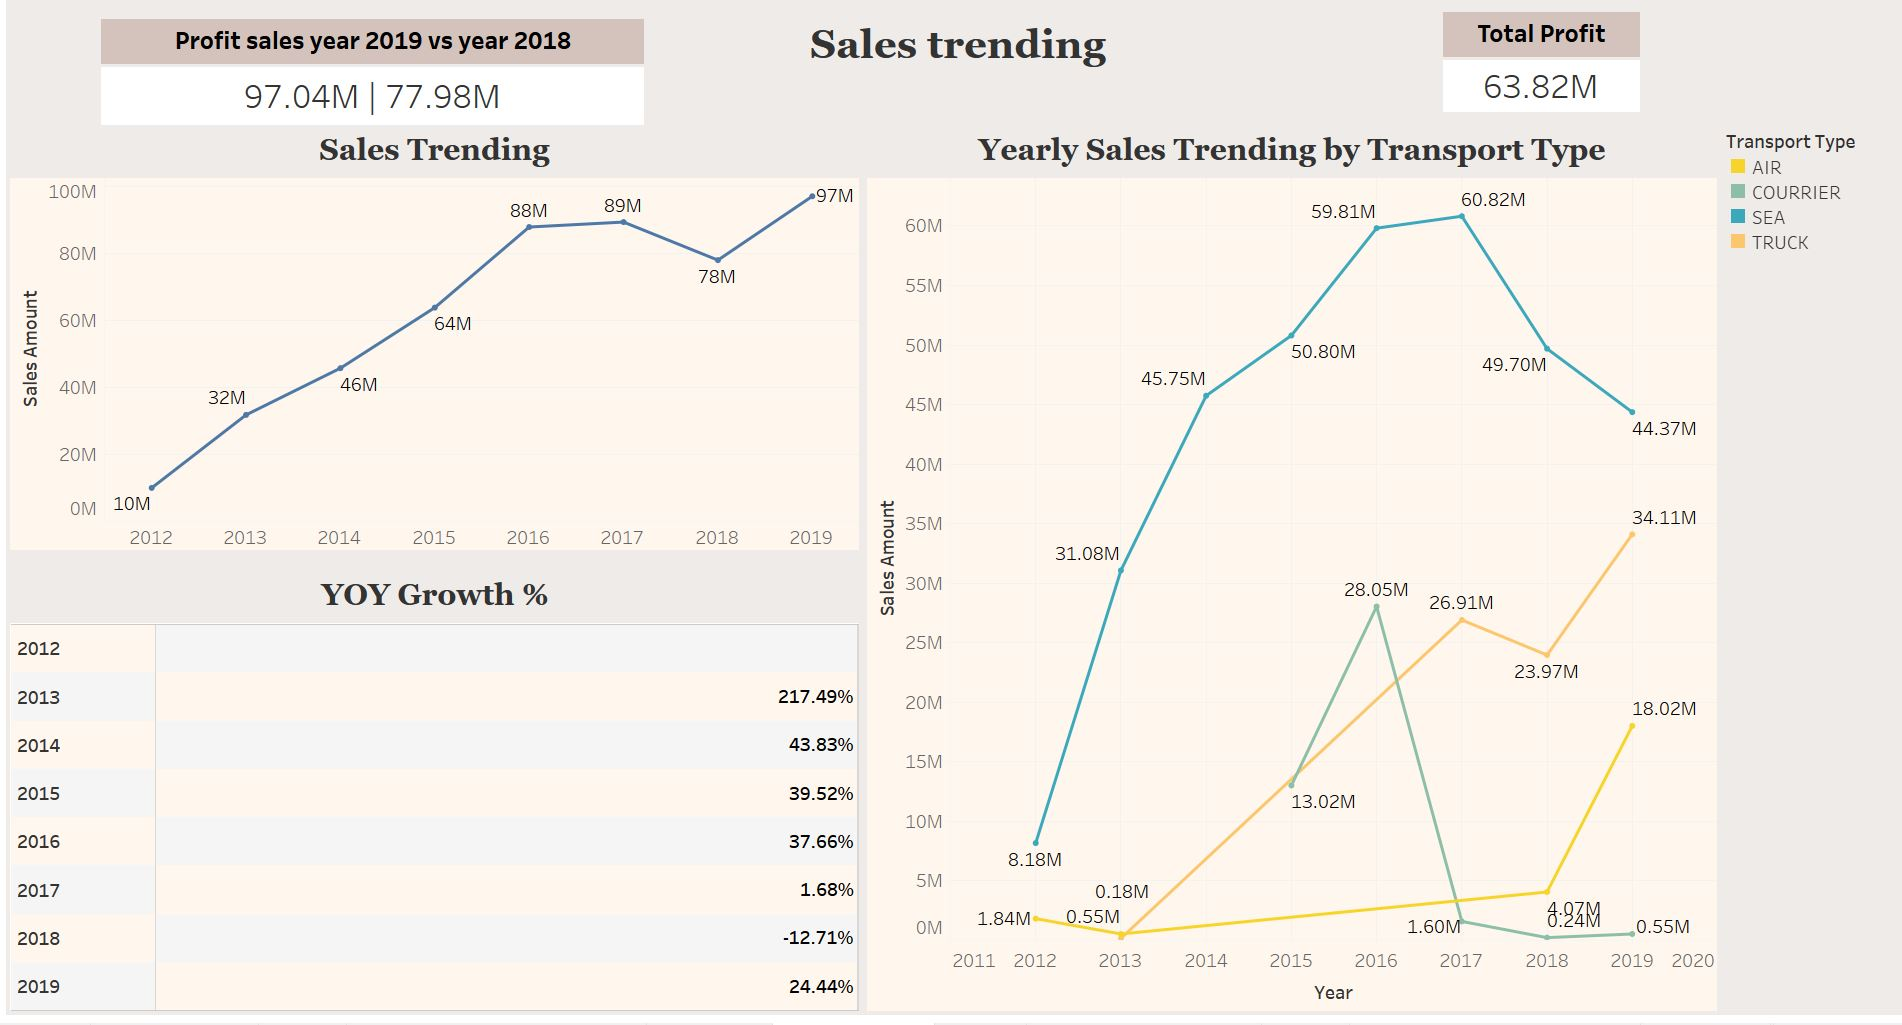 Sales trending
Profit sales year 2019 vs year 2018
97.04M | 77.98M
Total Profit
63.82M
Sales Trending
Sales Amount
100M
80M
60M
40M
20M
0M
10M
32M
46M
64M
88M
89M
78M
97M
2012
2013
2014
2015
2016
2017
2018
2019
YOY Growth %
2012
2013 217.49%
2014 43.83%
2015 39.52%
2016 37.66%
2017 1.68%
2018 -12.71%
2019 24.44%
Yearly Sales Trending by Transport Type
Sales Amount
60M
55M
50M
45M
40M
35M
30M
25M
20M
15M
10M
5M
0M
8.18M
31.08M
45.75M
50.80M
59.81M
60.82M
49.70M
44.37M
0.18M
26.91M
23.97M
34.11M
13.02M
28.05M
1.60M
0.24M
0.55M
1.84M
0.55M
4.07M
18.02M
2011
2012
2013
2014
2015
2016
2017
2018
2019
2020
Year
Transport Type
AIR
COURRIER
SEA
TRUCK